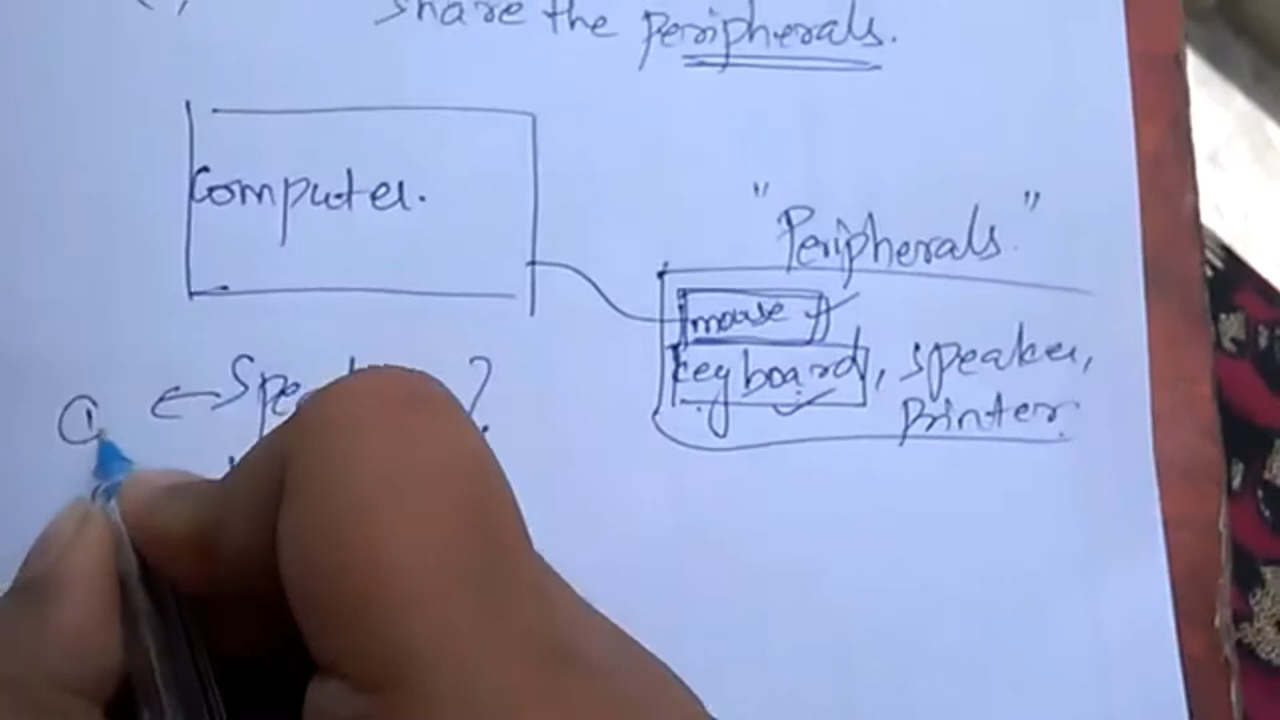 share the peripherals.
Computer.
"Peripherals."
mouse
keyboard, speaker,
printer.
?